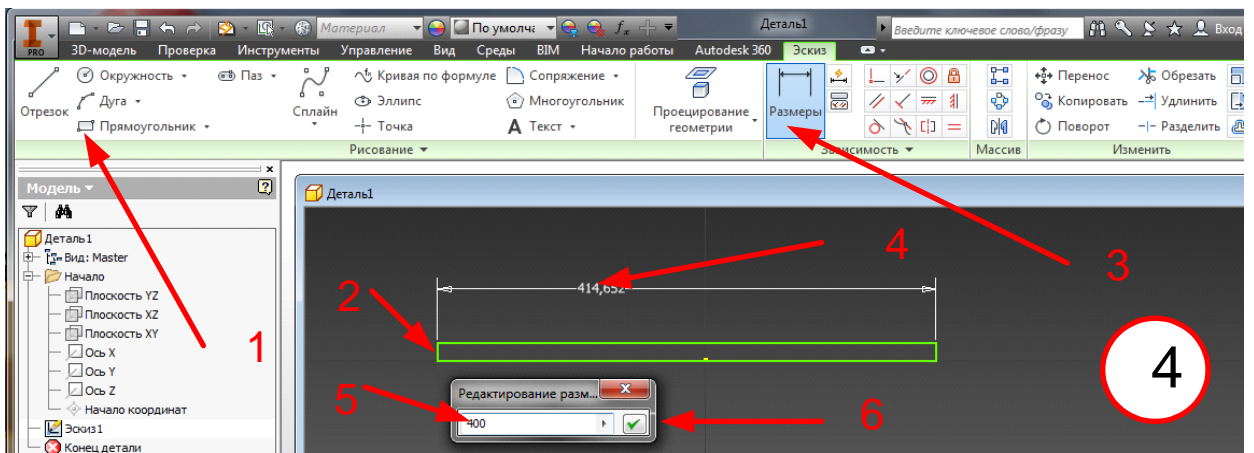 Материал
По умолч
fx
Деталь1
Введите ключевое слово/фразу
Вход
PRO
3D-модель Проверка Инструменты Управление Вид Среды BIM Начало работы Autodesk 360 Эскиз
Отрезок
Окружность
Дуга
Прямоугольник
Паз
Сплайн
Кривая по формуле
Эллипс
Точка
Сопряжение
Многоугольник
A Текст
Проецирование
геометрии
Размеры
Перенос
Копировать
Поворот
Обрезать
Удлинить
Разделить
Рисование
Зависимость
Массив
Изменить
Модель
Деталь1
Вид: Master
Начало
Плоскость YZ
Плоскость XZ
Плоскость XY
Ось X
Ось Y
Ось Z
Начало координат
Эскиз1
Конец детали
Деталь1
414,652
Редактирование разм...
400
1
2
3
4
5
6
4